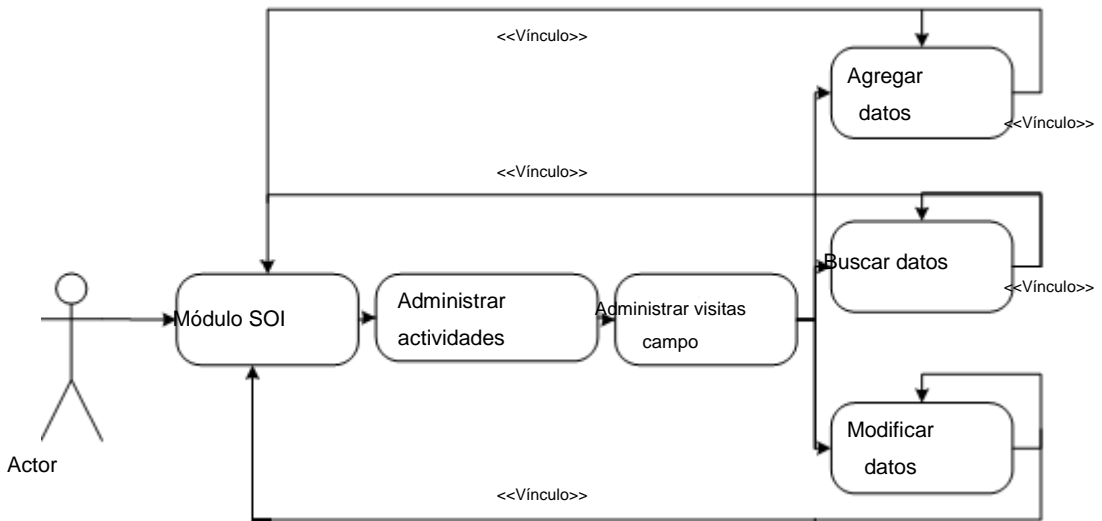 <<Vínculo>>
Agregar
datos
<<Vínculo>>
<<Vínculo>>
Buscar datos
<<Vínculo>>
Administrar
actividades
Administrar visitas
campo
Módulo SOI
Modificar
datos
Actor
<<Vínculo>>